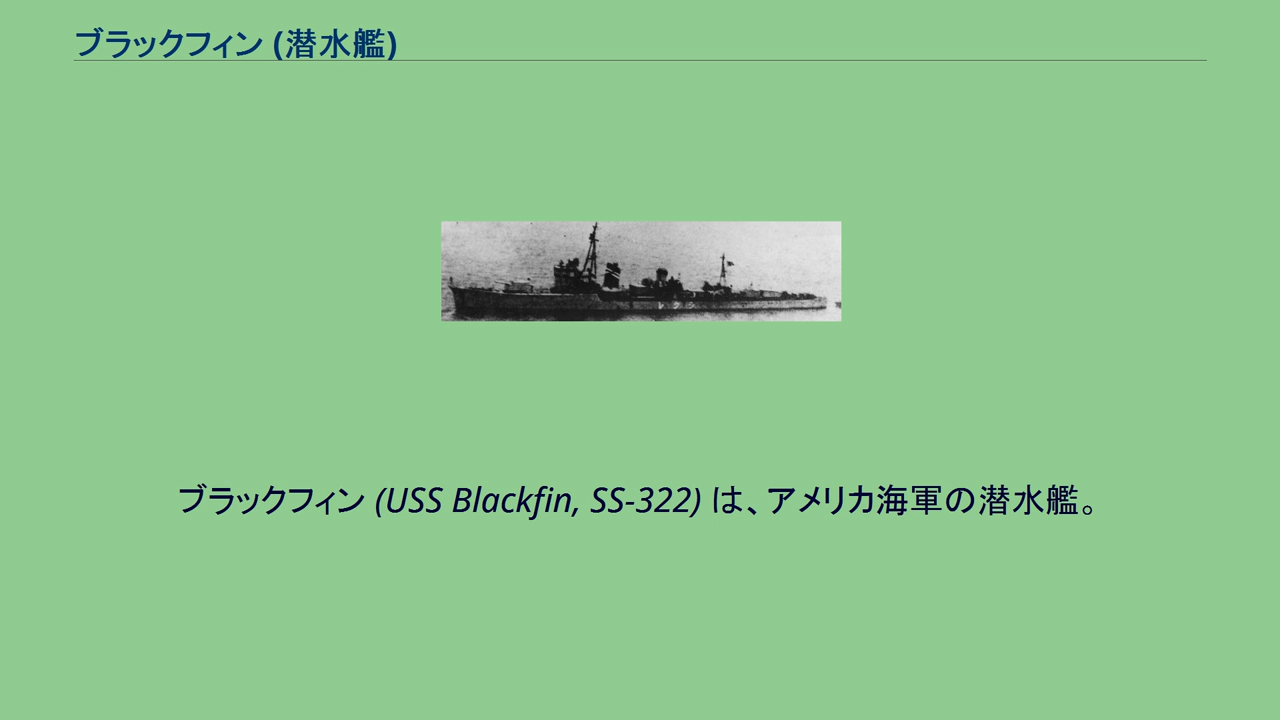 ブラックフィン (潜水艦)
ブラックフィン (USS Blackfin, SS-322) は、アメリカ海軍の潜水艦。